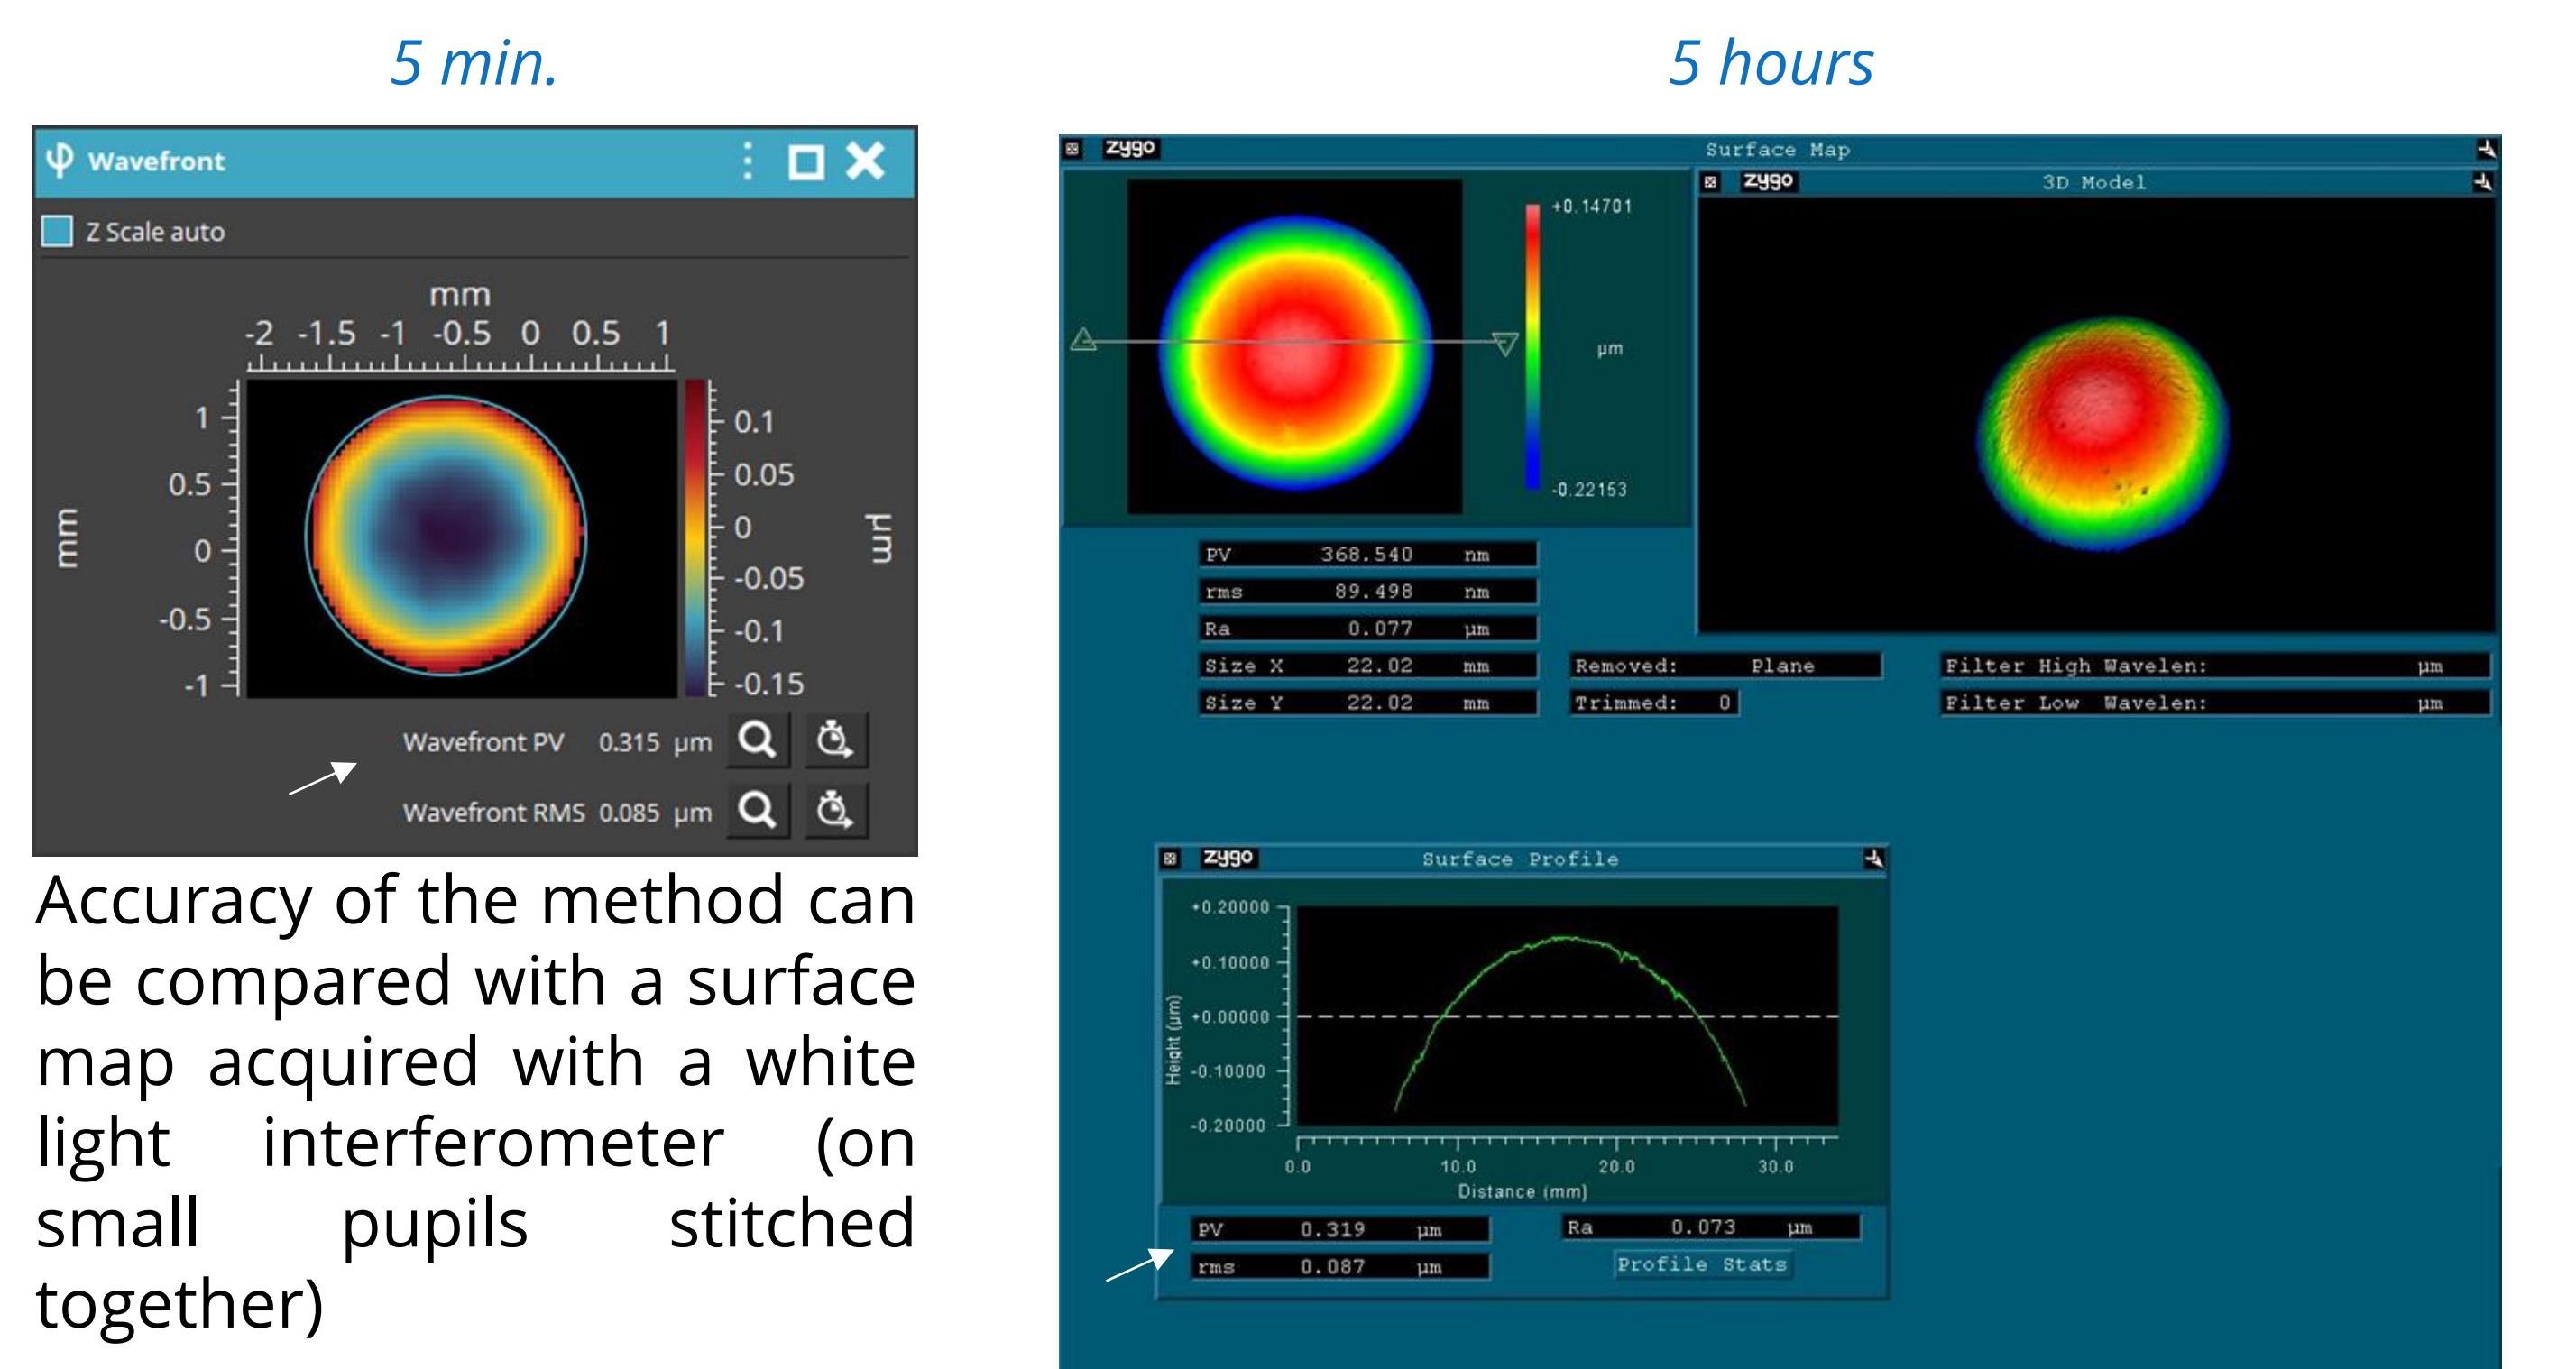 5 min.
5 hours
Wavefront
Z Scale auto
mm
-2 -1.5 -1 -0.5 0 0.5 1
1
0.5
0
-0.5
-1
mm
0.1
0.05
0
-0.05
-0.1
-0.15
µm
Wavefront PV 0.315 µm
Wavefront RMS 0.085 µm
Accuracy of the method can
be compared with a surface
map acquired with a white
light interferometer (on
small pupils stitched
together)
zygo Surface Map
+0.14701
µm
-0.22153
zygo 3D Model
PV 368.540 nm
rms 89.498 nm
Ra 0.077 µm
Size X 22.02 mm
Size Y 22.02 mm
Removed: Plane
Trimmed: 0
Filter High Wavelen: µm
Filter Low Wavelen: µm
zygo Surface Profile
+0.20000
+0.10000
+0.00000
-0.10000
-0.20000
Height (µm)
0.0 10.0 20.0 30.0
Distance (mm)
PV 0.319 µm
rms 0.087 µm
Ra 0.073 µm
Profile Stats